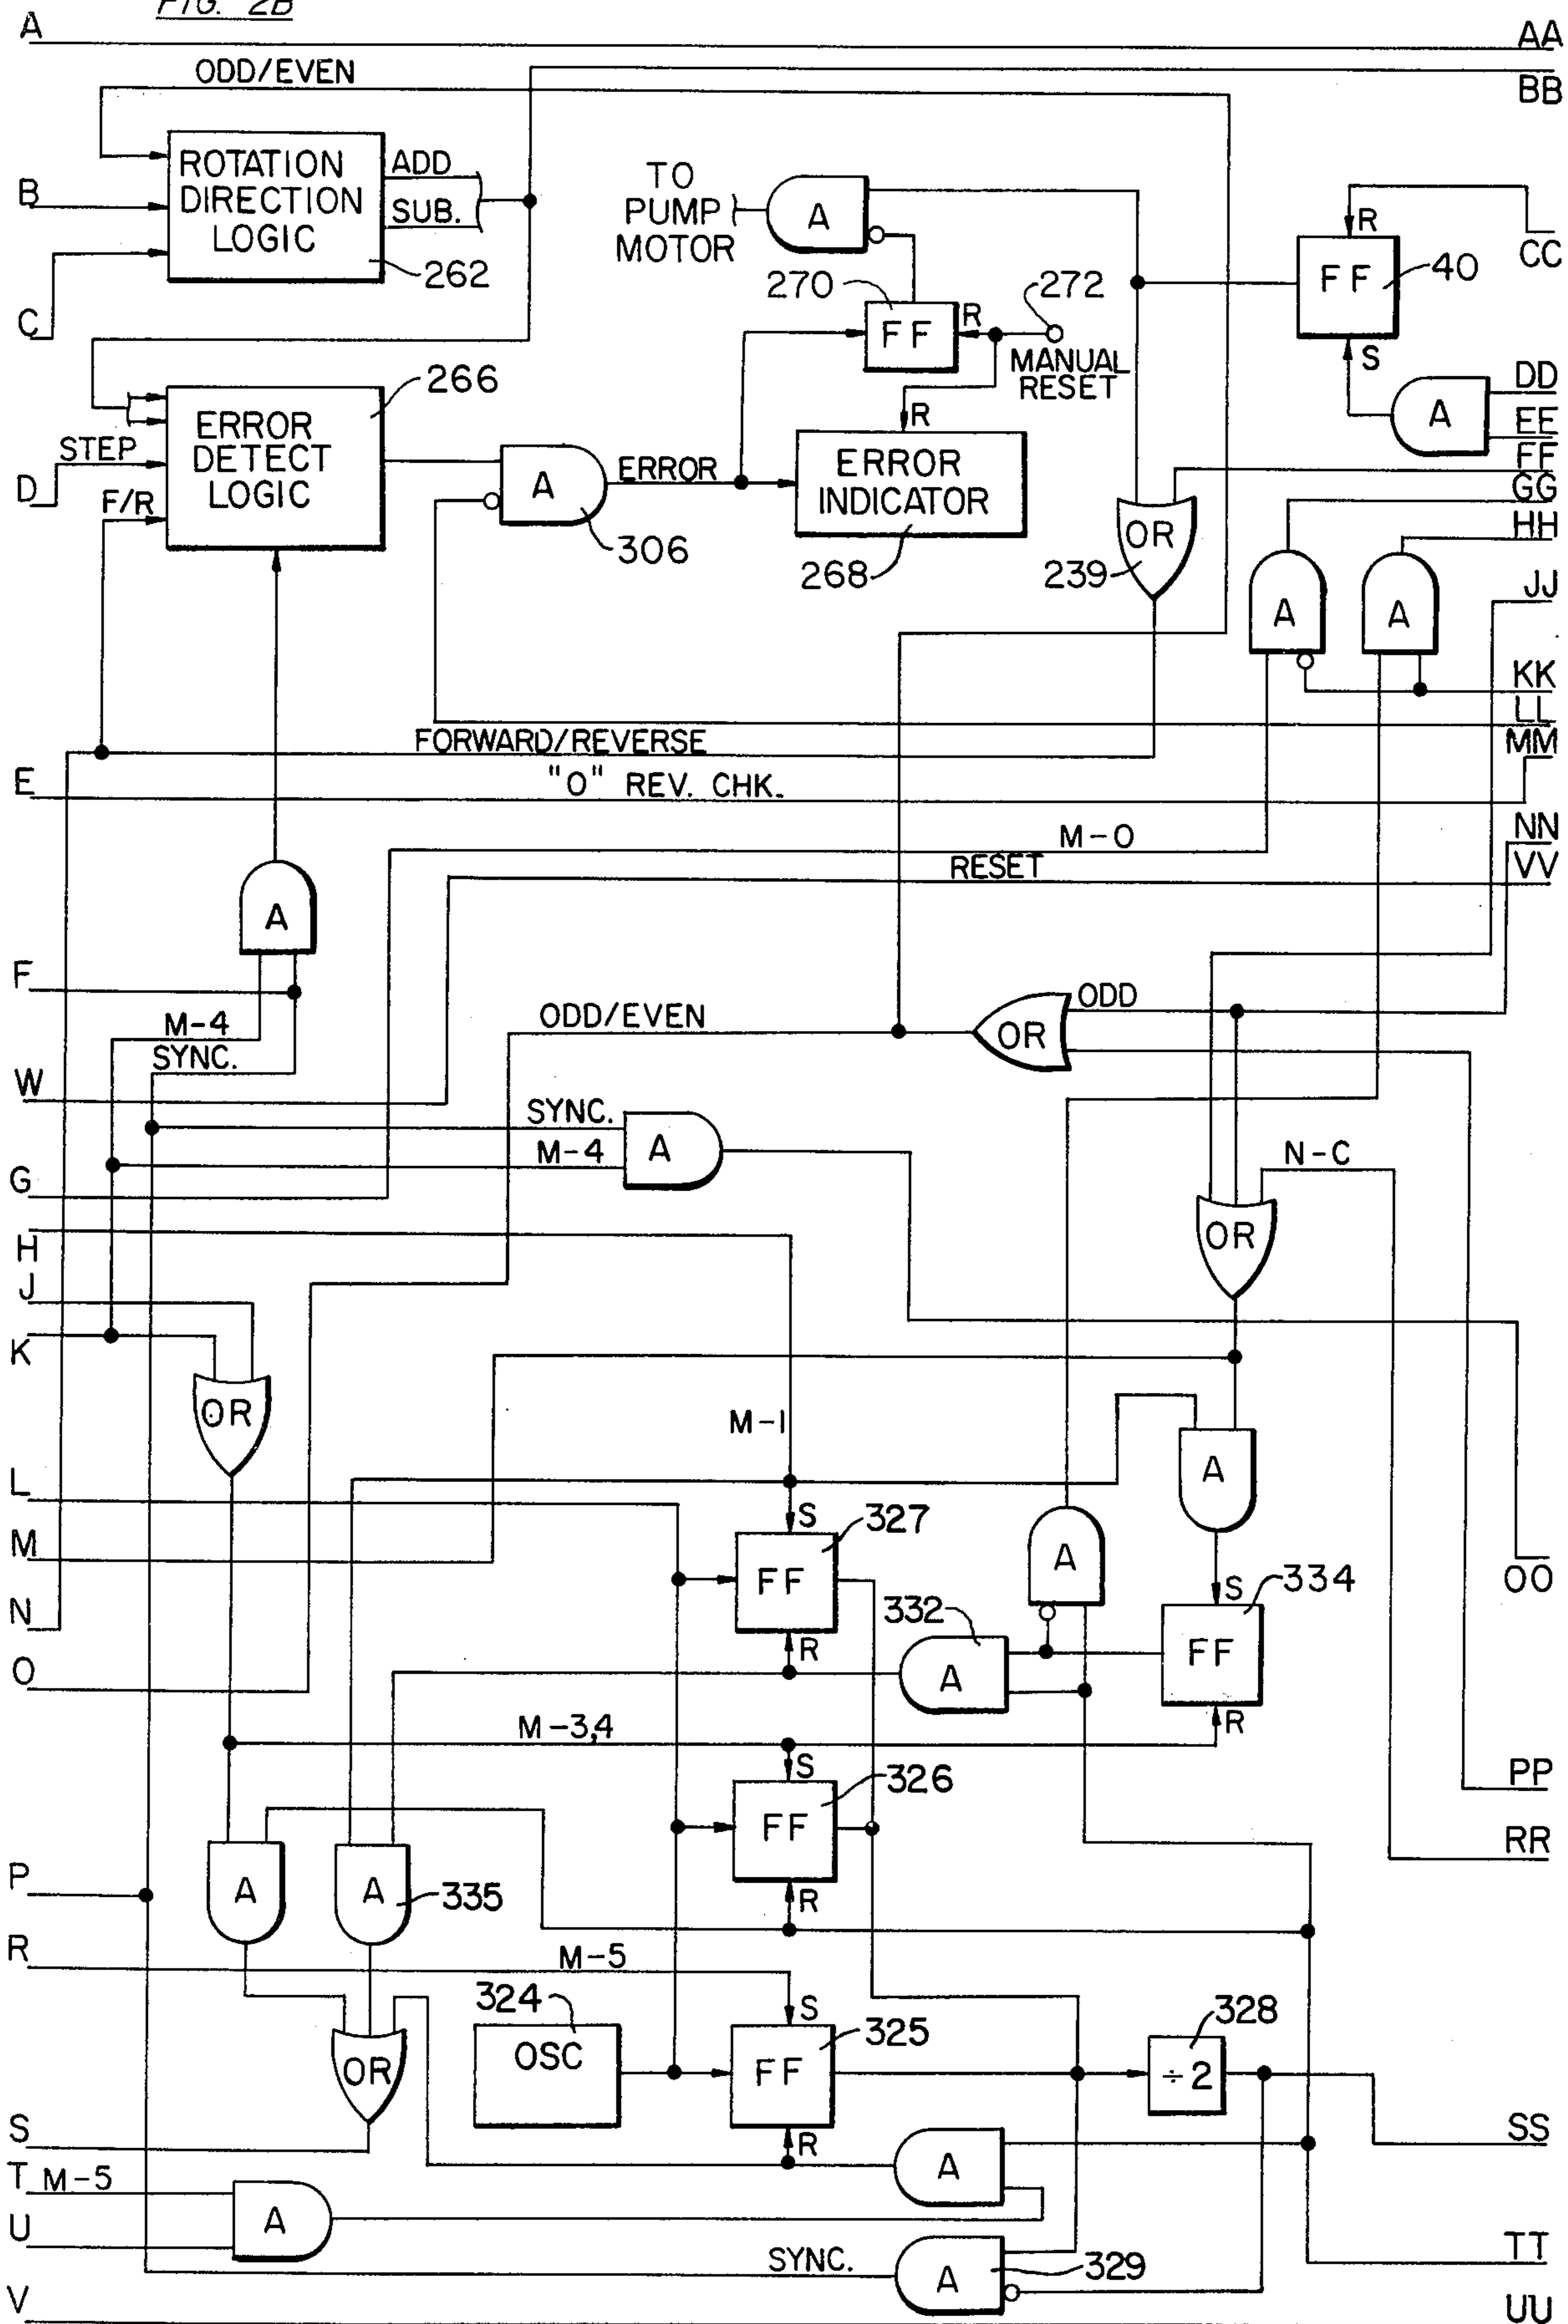 FIG. 2B
A
AA
ODD/EVEN
BB
ROTATION
DIRECTION
LOGIC
ADD
SUB.
262
B
C
TO
PUMP
MOTOR
A
R
CC
FF
40
S
270
FF
R
272
MANUAL
RESET
A
DD
EE
FF
GG
HH
266
ERROR
DETECT
LOGIC
STEP
D
F/R
A
306
ERROR
R
ERROR
INDICATOR
268
OR
239
A
A
JJ
KK
LL
MM
FORWARD/REVERSE
E
"O" REV. CHK.
NN
M-O
RESET
VV
A
F
M-4
SYNC.
ODD/EVEN
OR
ODD
W
SYNC.
M-4
A
G
N-C
OR
H
J
K
OR
M-1
A
L
S
327
FF
R
M
A
S
334
FF
R
OO
N
332
A
O
M-3,4
S
326
FF
R
PP
RR
P
A
A
335
R
M-5
324
OSC
S
325
FF
R
328
÷2
OR
S
SS
T
M-5
A
A
U
TT
SYNC.
A
329
V
UU